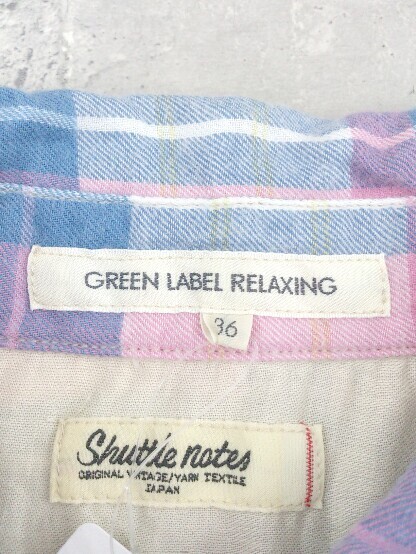 GREEN LABEL RELAXING
36
Shuttle notes
ORIGINAL VINTAGE/YARN TEXTILE
JAPAN